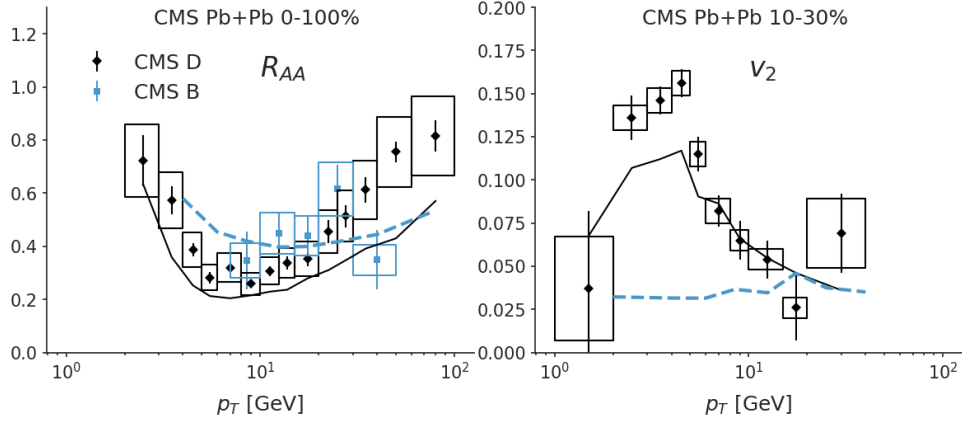 CMS Pb+Pb 0-100%
R_AA
CMS D
CMS B
1.2
1.0
0.8
0.6
0.4
0.2
0.0
10^0
10^1
10^2
p_T [GeV]
CMS Pb+Pb 10-30%
v_2
0.200
0.175
0.150
0.125
0.100
0.075
0.050
0.025
0.000
10^0
10^1
10^2
p_T [GeV]